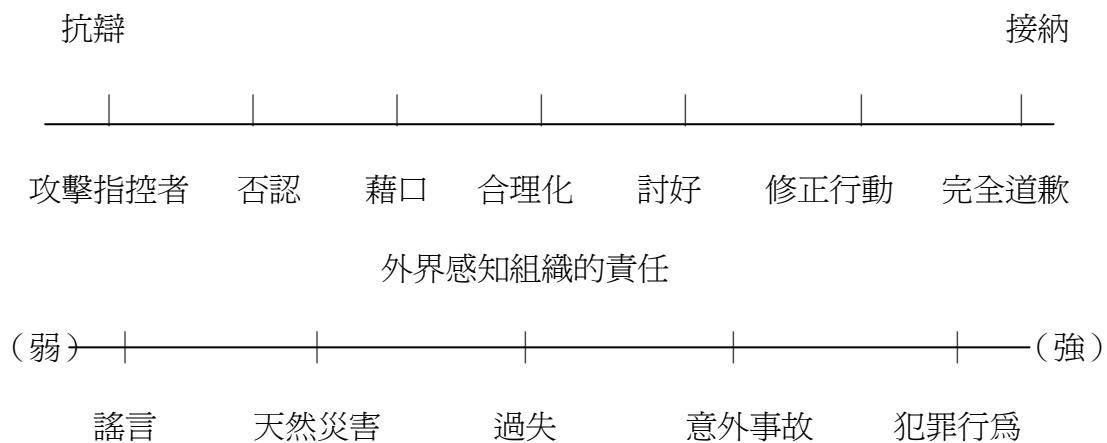 抗辯 接納
攻擊指控者 否認 藉口 合理化 討好 修正行動 完全道歉
外界感知組織的責任
（弱） （強）
謠言 天然災害 過失 意外事故 犯罪行爲